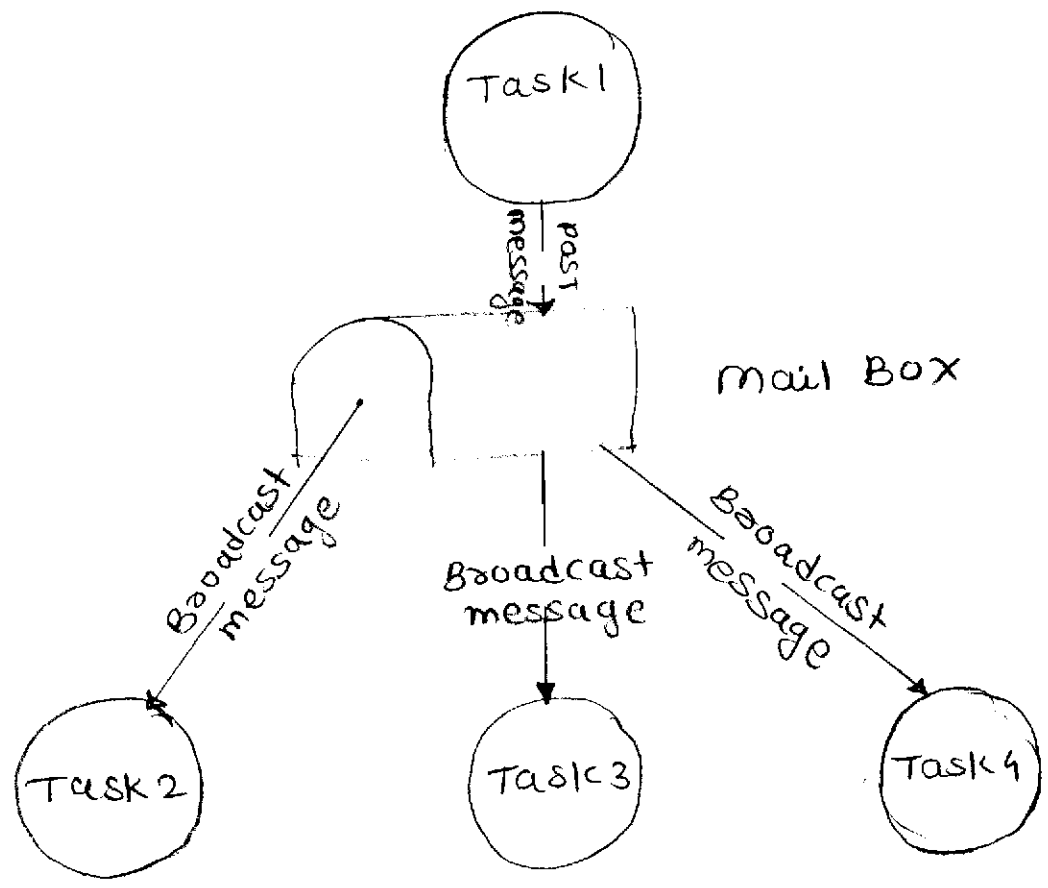 Task1
post
message
Mail Box
Broadcast
message
Broadcast
message
Broadcast
message
Task2
Task3
Task4